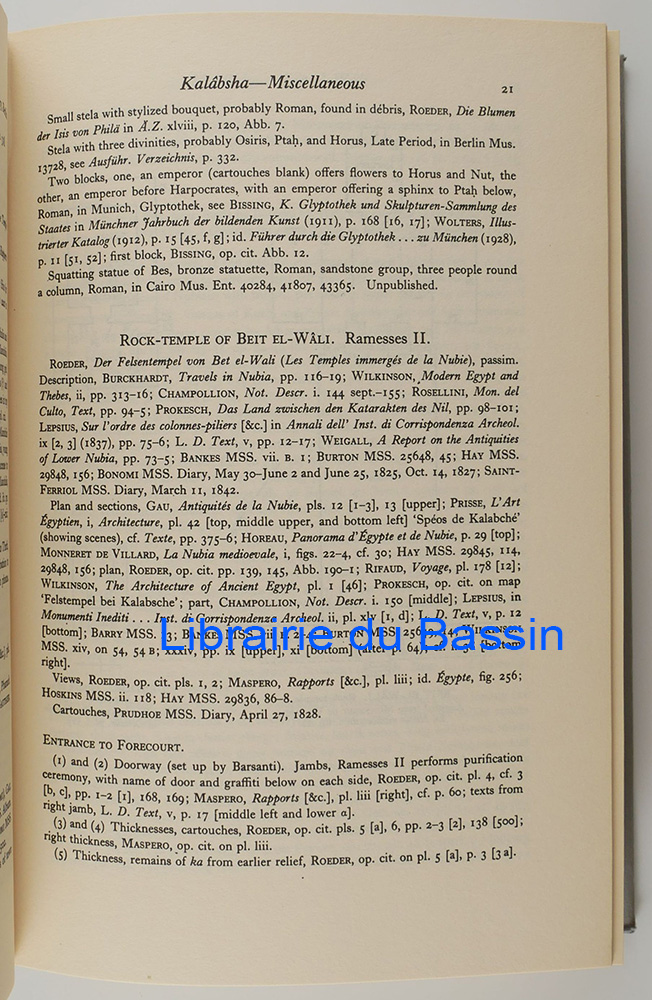 Kalâbsha—Miscellaneous
21
Small stela with stylized bouquet, probably Roman, found in débris, ROEDER, Die Blumen
der Isis von Philä in Ä.Z. xlviii, p. 120, Abb. 7.
Stela with three divinities, probably Osiris, Ptaḥ, and Horus, Late Period, in Berlin Mus.
13728, see Ausführ. Verzeichnis, p. 332.
Two blocks, one, an emperor (cartouches blank) offers flowers to Horus and Nut, the
other, an emperor before Harpocrates, with an emperor offering a sphinx to Ptaḥ below,
Roman, in Munich, Glyptothek, see BISSING, K. Glyptothek und Skulpturen-Sammlung des
Staates in Münchner Jahrbuch der bildenden Kunst (1911), p. 168 [16, 17]; WOLTERS, Illus-
trierter Katalog (1912), p. 15 [45, f, g]; id. Führer durch die Glyptothek . . . zu München (1928),
p. 11 [51, 52]; first block, BISSING, op. cit. Abb. 12.
Squatting statue of Bes, bronze statuette, Roman, sandstone group, three people round
a column, Roman, in Cairo Mus. Ent. 40284, 41807, 43365. Unpublished.
ROCK-TEMPLE OF BEIT EL-WÂLI. Ramesses II.
ROEDER, Der Felsentempel von Bet el-Wali (Les Temples immergés de la Nubie), passim.
Description, BURCKHARDT, Travels in Nubia, pp. 116-19; WILKINSON, Modern Egypt and
Thebes, ii, pp. 313-16; CHAMPOLLION, Not. Descr. i. 144 sept.-155; ROSELLINI, Mon. del
Culto, Text, pp. 94-5; PROKESCH, Das Land zwischen den Katarakten des Nil, pp. 98-101;
LEPSIUS, Sur l'ordre des colonnes-piliers [&c.] in Annali dell' Inst. di Corrispondenza Archeol.
ix [2, 3] (1837), pp. 75-6; L. D. Text, v, pp. 12-17; WEIGALL, A Report on the Antiquities
of Lower Nubia, pp. 73-5; BANKES MSS. vii. B. 1; BURTON MSS. 25648, 45; HAY MSS.
29848, 156; BONOMI MSS. Diary, May 30-June 2 and June 25, 1825, Oct. 14, 1827; SAINT-
FERRIOL MSS. Diary, March 11, 1842.
Plan and sections, GAU, Antiquités de la Nubie, pls. 12 [1-3], 13 [upper]; PRISSE, L'Art
Égyptien, i, Architecture, pl. 42 [top, middle upper, and bottom left] 'Spéos de Kalabché'
(showing scenes), cf. Texte, pp. 375-6; HOREAU, Panorama d'Égypte et de Nubie, p. 29 [top];
MONNERET DE VILLARD, La Nubia medioevale, i, figs. 22-4, cf. 30; HAY MSS. 29845, 114,
29848, 156; plan, ROEDER, op. cit. pp. 139, 145, Abb. 190-1; RIFAUD, Voyage, pl. 178 [12];
WILKINSON, The Architecture of Ancient Egypt, pl. 1 [46]; PROKESCH, op. cit. on map
'Felstempel bei Kalabsche'; part, CHAMPOLLION, Not. Descr. i. 150 [middle]; LEPSIUS, in
Monumenti Inediti . . . Inst. di Corrispondenza Archeol. ii, pl. xlv [1, d]; L. D. Text, v, p. 12
[bottom]; BARRY MSS. 13; BANKES MSS. BURTON MSS. WILKINSON
MSS. xiv, on 54, 54 B; xxxiv, pp. ix [upper], xi [bottom] (after p. 64), [bottom
right].
Librairie du Bassin
Views, ROEDER, op. cit. pls. 1, 2; MASPERO, Rapports [&c.], pl. liii; id. Égypte, fig. 256;
HOSKINS MSS. ii. 118; HAY MSS. 29836, 86-8.
Cartouches, PRUDHOE MSS. Diary, April 27, 1828.
ENTRANCE TO FORECOURT.
(1) and (2) Doorway (set up by Barsanti). Jambs, Ramesses II performs purification
ceremony, with name of door and graffiti below on each side, ROEDER, op. cit. pl. 4, cf. 3
[b, c], pp. 1-2 [1], 168, 169; MASPERO, Rapports [&c.], pl. liii [right], cf. p. 60; texts from
right jamb, L. D. Text, v, p. 17 [middle left and lower α].
(3) and (4) Thicknesses, cartouches, ROEDER, op. cit. pls. 5 [a], 6, pp. 2-3 [2], 138 [500];
right thickness, MASPERO, op. cit. on pl. liii.
(5) Thickness, remains of ka from earlier relief, ROEDER, op. cit. on pl. 5 [a], p. 3 [3 a].